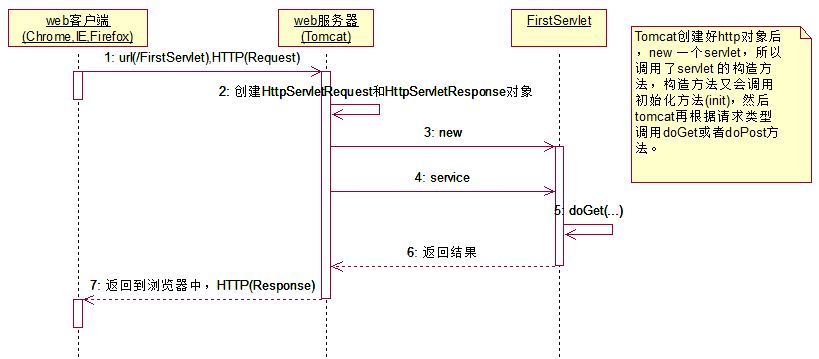 web客户端
(Chrome,IE,Firefox)
web服务器
(Tomcat)
FirstServlet
1: url(/FirstServlet),HTTP(Request)
2: 创建HttpServletRequest和HttpServletResponse对象
3: new
4: service
5: doGet(...)
6: 返回结果
7: 返回到浏览器中，HTTP(Response)
Tomcat创建好http对象后
，new 一个servlet，所以
调用了servlet 的构造方
法，构造方法又会调用
初始化方法(init)，然后
tomcat再根据请求类型
调用doGet或者doPost方
法。